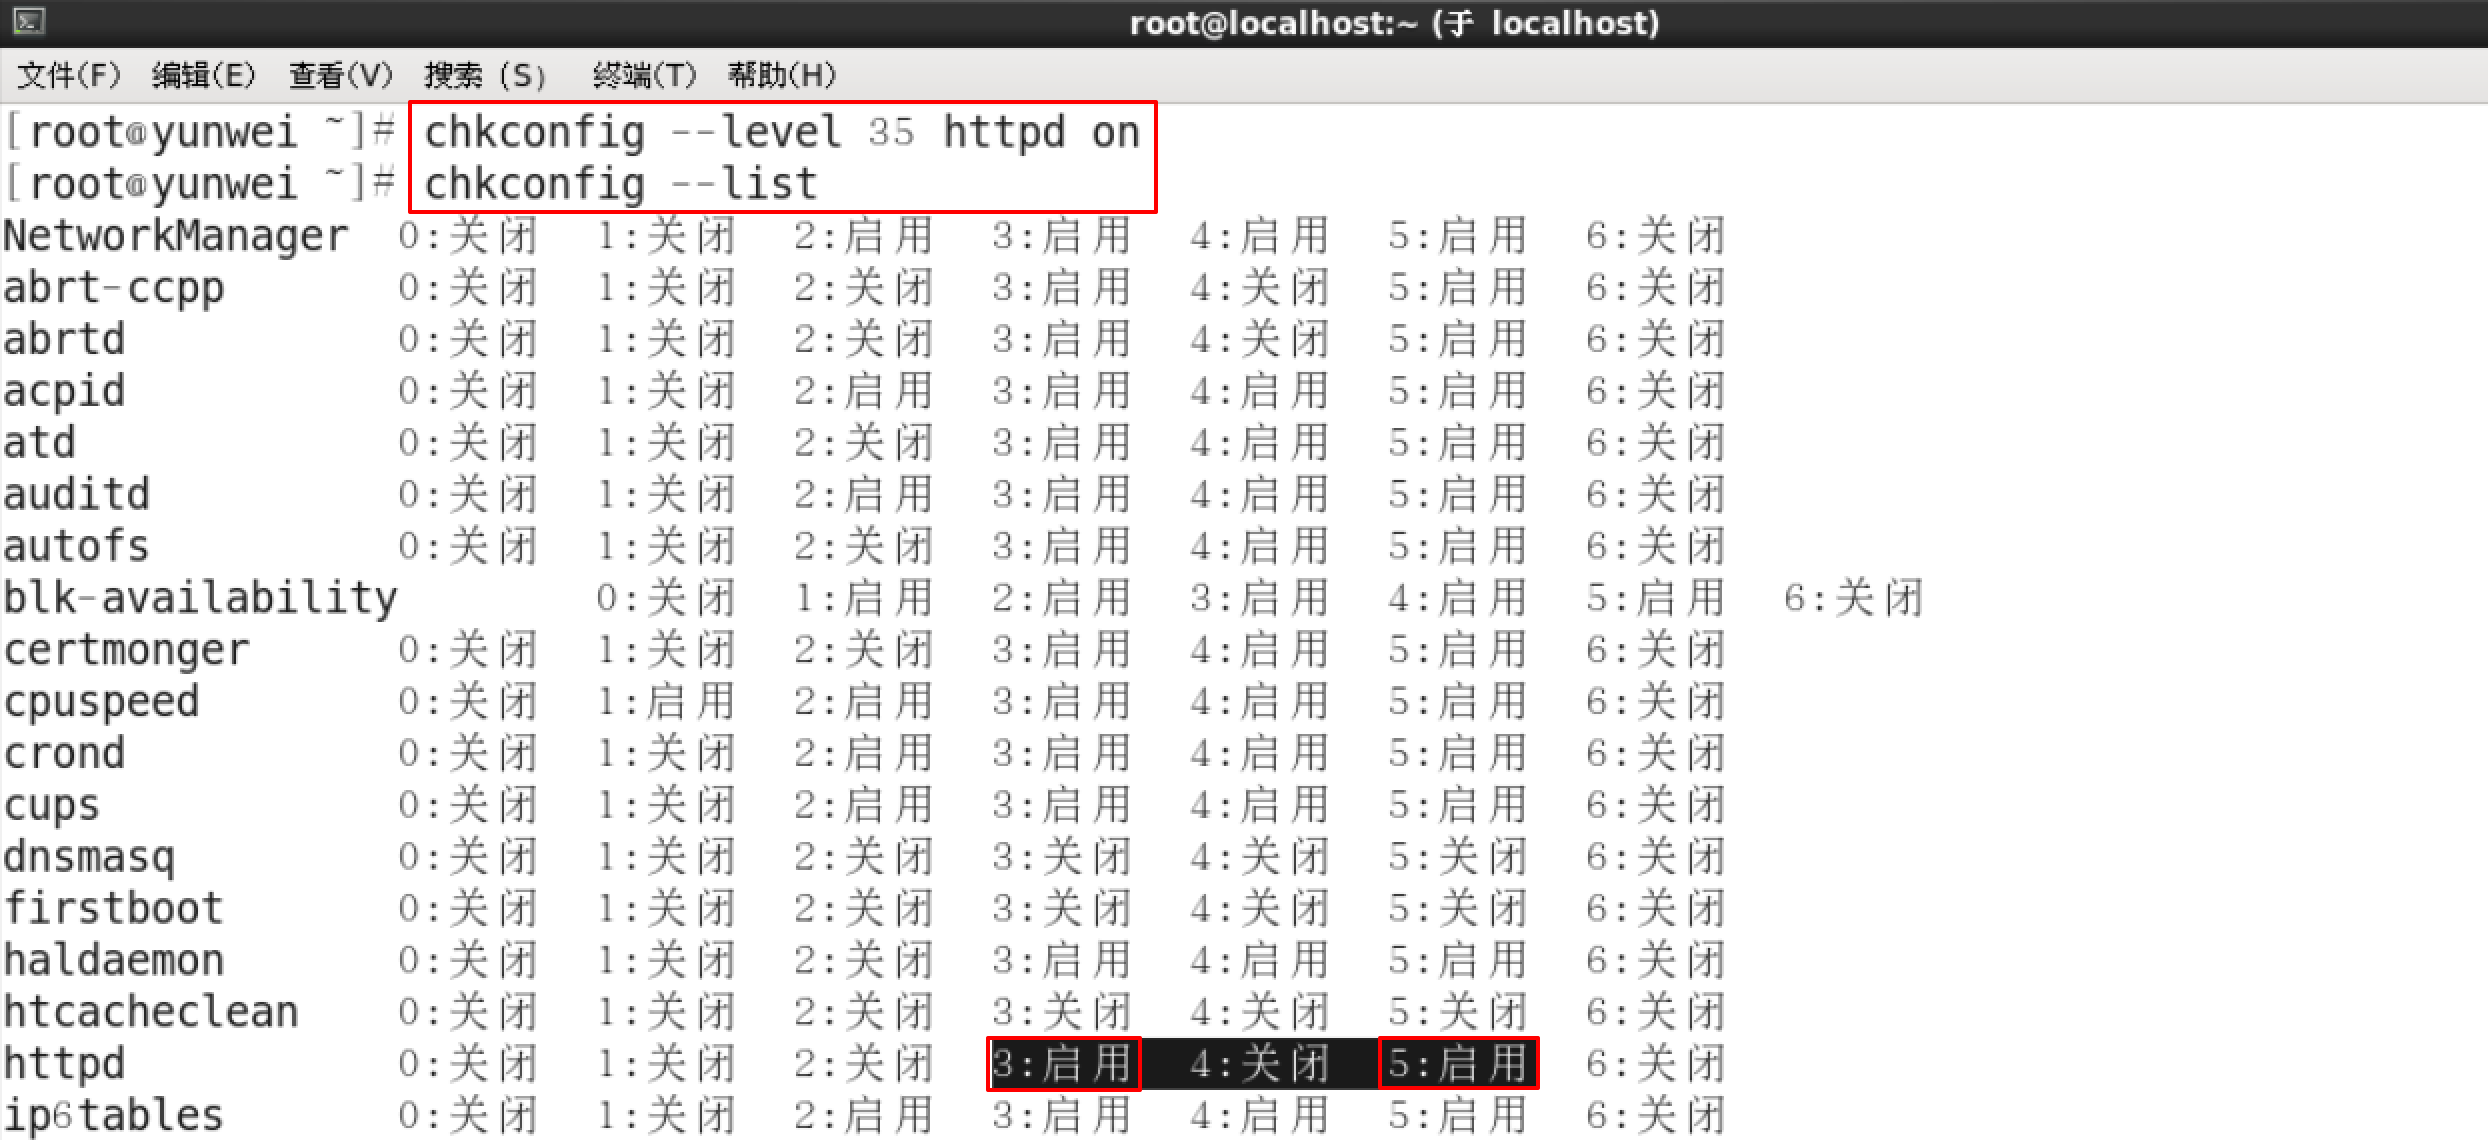 root@localhost:~ (于 localhost)
文件(F) 编辑(E) 查看(V) 搜索 (S) 终端(T) 帮助(H)
[root@yunwei ~]# chkconfig --level 35 httpd on
[root@yunwei ~]# chkconfig --list
NetworkManager 0:关闭 1:关闭 2:启用 3:启用 4:启用 5:启用 6:关闭
abrt-ccpp 0:关闭 1:关闭 2:关闭 3:启用 4:关闭 5:启用 6:关闭
abrtd 0:关闭 1:关闭 2:关闭 3:启用 4:关闭 5:启用 6:关闭
acpid 0:关闭 1:关闭 2:启用 3:启用 4:启用 5:启用 6:关闭
atd 0:关闭 1:关闭 2:关闭 3:启用 4:启用 5:启用 6:关闭
auditd 0:关闭 1:关闭 2:启用 3:启用 4:启用 5:启用 6:关闭
autofs 0:关闭 1:关闭 2:关闭 3:启用 4:启用 5:启用 6:关闭
blk-availability 0:关闭 1:启用 2:启用 3:启用 4:启用 5:启用 6:关闭
certmonger 0:关闭 1:关闭 2:关闭 3:启用 4:启用 5:启用 6:关闭
cpuspeed 0:关闭 1:启用 2:启用 3:启用 4:启用 5:启用 6:关闭
crond 0:关闭 1:关闭 2:启用 3:启用 4:启用 5:启用 6:关闭
cups 0:关闭 1:关闭 2:启用 3:启用 4:启用 5:启用 6:关闭
dnsmasq 0:关闭 1:关闭 2:关闭 3:关闭 4:关闭 5:关闭 6:关闭
firstboot 0:关闭 1:关闭 2:关闭 3:关闭 4:关闭 5:关闭 6:关闭
haldaemon 0:关闭 1:关闭 2:关闭 3:启用 4:启用 5:启用 6:关闭
htcacheclean 0:关闭 1:关闭 2:关闭 3:关闭 4:关闭 5:关闭 6:关闭
httpd 0:关闭 1:关闭 2:关闭 3:启用 4:关闭 5:启用 6:关闭
ip6tables 0:关闭 1:关闭 2:启用 3:启用 4:启用 5:启用 6:关闭